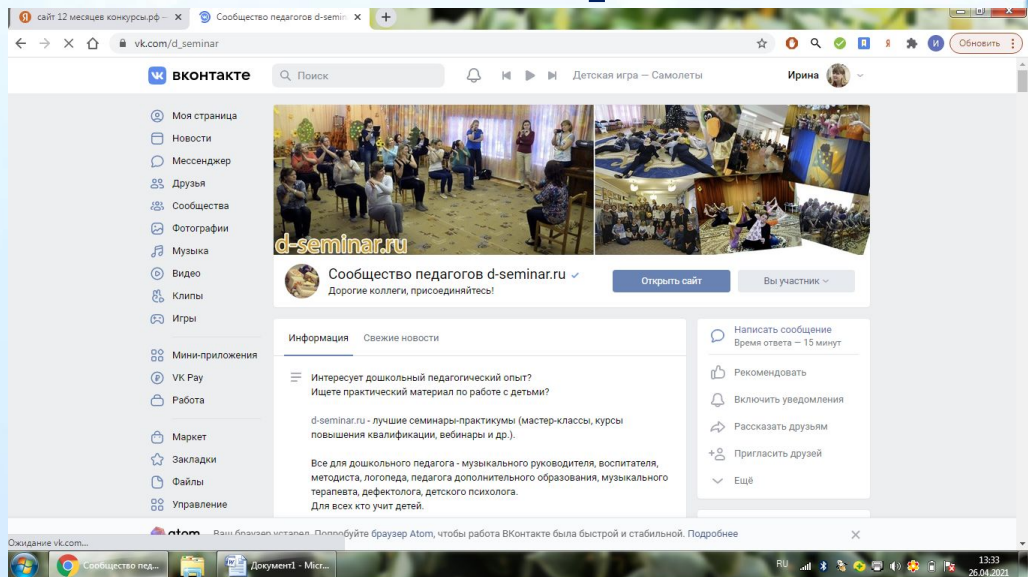 сайт 12 месяцев конкурсы.рф –
Сообщество педагогов d-semin
vk.com/d_seminar
Обновить
И
вконтакте
Поиск
Детская игра – Самолеты
Ирина
Моя страница
Новости
Мессенджер
Друзья
Сообщества
Фотографии
Музыка
Видео
Клипы
Игры
Мини-приложения
VK Pay
Работа
Маркет
Закладки
Файлы
Управление
d-seminar.ru
Сообщество педагогов d-seminar.ru
Дорогие коллеги, присоединяйтесь!
Открыть сайт
Вы участник
Информация Свежие новости
Интересует дошкольный педагогический опыт?
Ищете практический материал по работе с детьми?
d-seminar.ru - лучшие семинары-практикумы (мастер-классы, курсы
повышения квалификации, вебинары и др.).
Все для дошкольного педагога - музыкального руководителя, воспитателя,
методиста, логопеда, педагога дополнительного образования, музыкального
терапевта, дефектолога, детского психолога.
Для всех кто учит детей.
Написать сообщение
Время ответа – 15 минут
Рекомендовать
Включить уведомления
Рассказать друзьям
Пригласить друзей
Ещё
atom Ваш браузер устарел. Попробуйте браузер Atom, чтобы работа ВКонтакте была быстрой и стабильной. Подробнее
Ожидание vk.com...
Сообщество пед...
Документ1 - Micr...
RU
13:33
26.04.2021